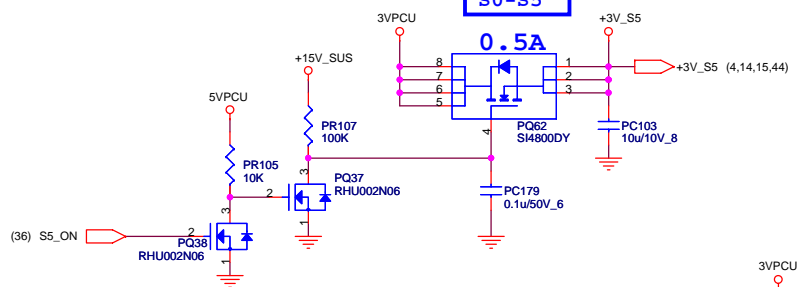 S0-S5
3VPCU
+3V_S5
0.5A
+15V_SUS
8
7
6
5
1
2
3
+3V_S5 (4,14,15,44)
4
PQ62
SI4800DY
PC103
10u/10V_8
5VPCU
PR107
100K
PR105
10K
3
PQ37
RHU002N06
2
1
PC179
0.1u/50V_6
3
(36) S5_ON
2
PQ38
RHU002N06
1
3VPCU